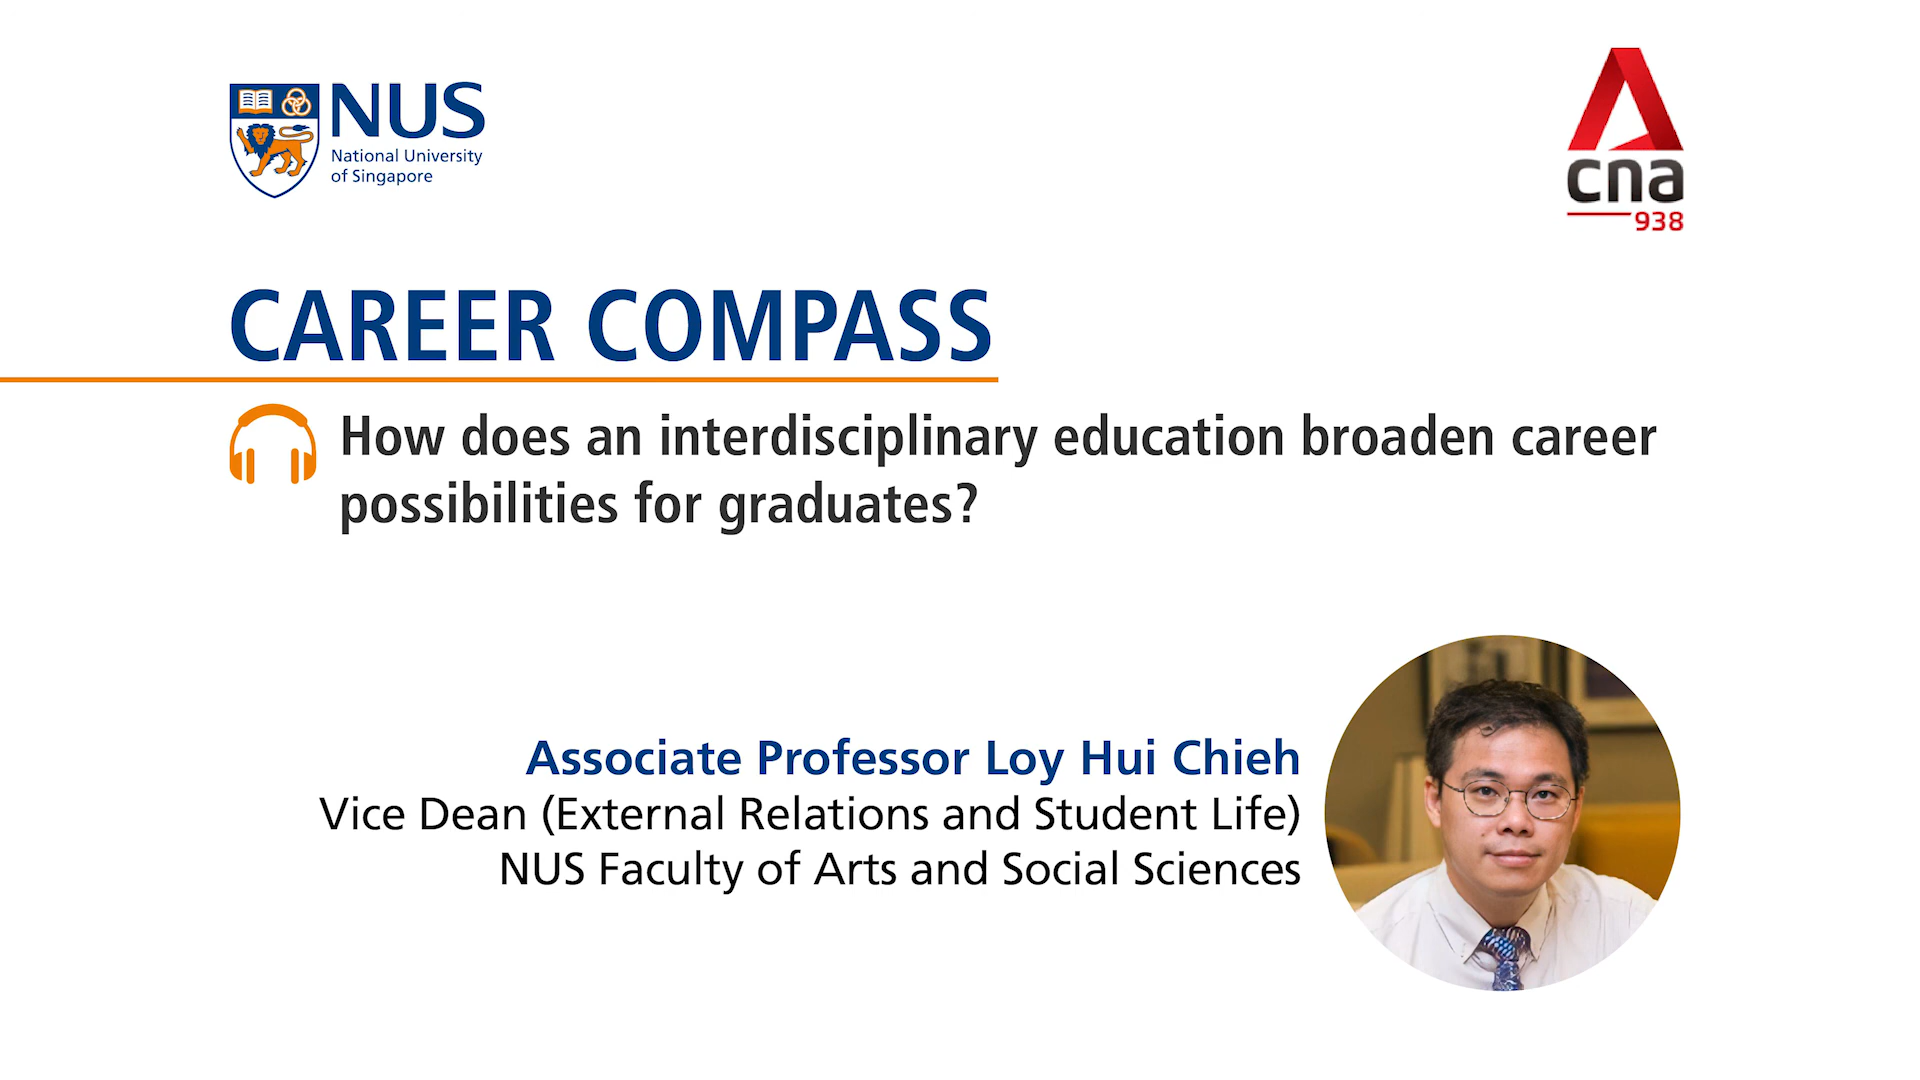 NUS
National University
of Singapore
cna
938
CAREER COMPASS
How does an interdisciplinary education broaden career
possibilities for graduates?
Associate Professor Loy Hui Chieh
Vice Dean (External Relations and Student Life)
NUS Faculty of Arts and Social Sciences